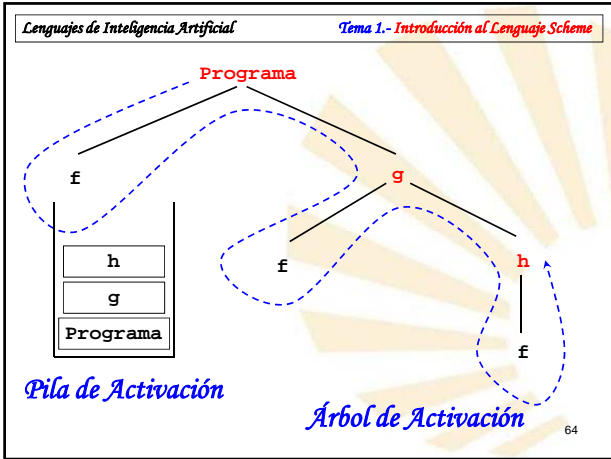 Lenguajes de Inteligencia Artificial
Tema 1.- Introducción al Lenguaje Scheme
Programa
f
g
f
h
f
h
g
Programa
Pila de Activación
Árbol de Activación
64